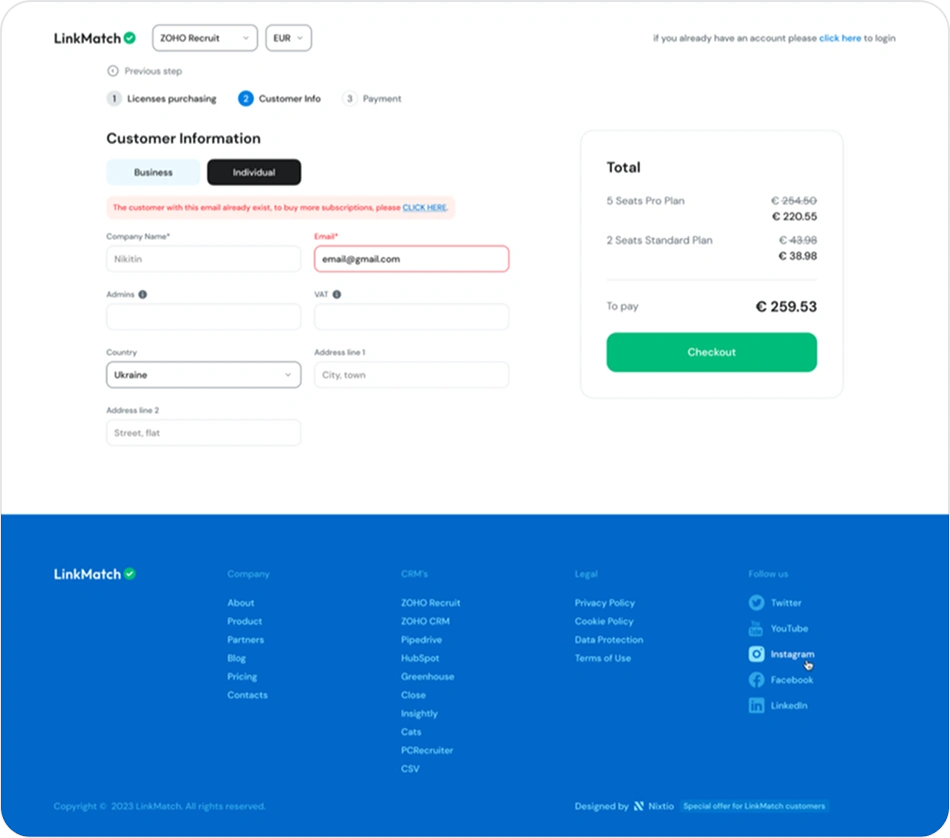 LinkMatch ZOHO Recruit EUR if you already have an account please click here to login
Previous step
1 Licenses purchasing 2 Customer Info 3 Payment
Customer Information
Business Individual
The customer with this email already exist, to buy more subscriptions, please CLICK HERE.
Company Name* Email*
Nikitin email@gmail.com
Admins VAT
Country Address line 1
Ukraine City, town
Address line 2
Street, flat
Total
5 Seats Pro Plan € 254.50
€ 220.55
2 Seats Standard Plan € 43.98
€ 38.98
To pay € 259.53
Checkout
LinkMatch
Company
About
Product
Partners
Blog
Pricing
Contacts
CRM's
ZOHO Recruit
ZOHO CRM
Pipedrive
HubSpot
Greenhouse
Close
Insightly
Cats
PCRecruiter
CSV
Legal
Privacy Policy
Cookie Policy
Data Protection
Terms of Use
Follow us
Twitter
YouTube
Instagram
Facebook
LinkedIn
Copyright © 2023 LinkMatch. All rights reserved.
Designed by Nixtio Special offer for LinkMatch customers